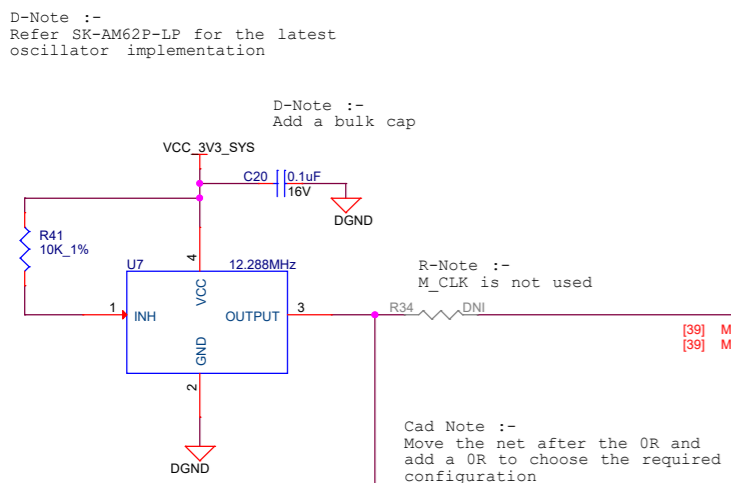 D-Note :-
Refer SK-AM62P-LP for the latest
oscillator implementation
D-Note :-
Add a bulk cap
VCC_3V3_SYS
C20 0.1uF
16V
DGND
R41
10K_1%
U7 4 12.288MHz
VCC
R-Note :-
M_CLK is not used
1 INH OUTPUT 3
R34 DNI
GND
2
[39] M
[39] M
DGND
Cad Note :-
Move the net after the 0R and
add a 0R to choose the required
configuration